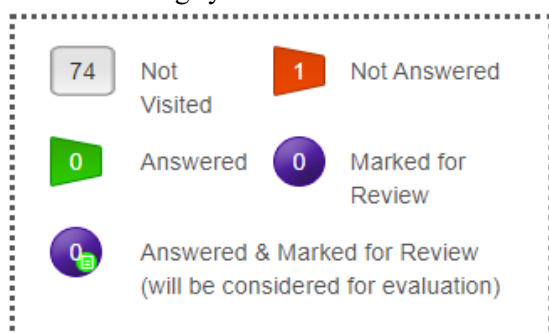 74 Not
Visited
1 Not Answered
0 Answered
0 Marked for
Review
0 Answered & Marked for Review
(will be considered for evaluation)